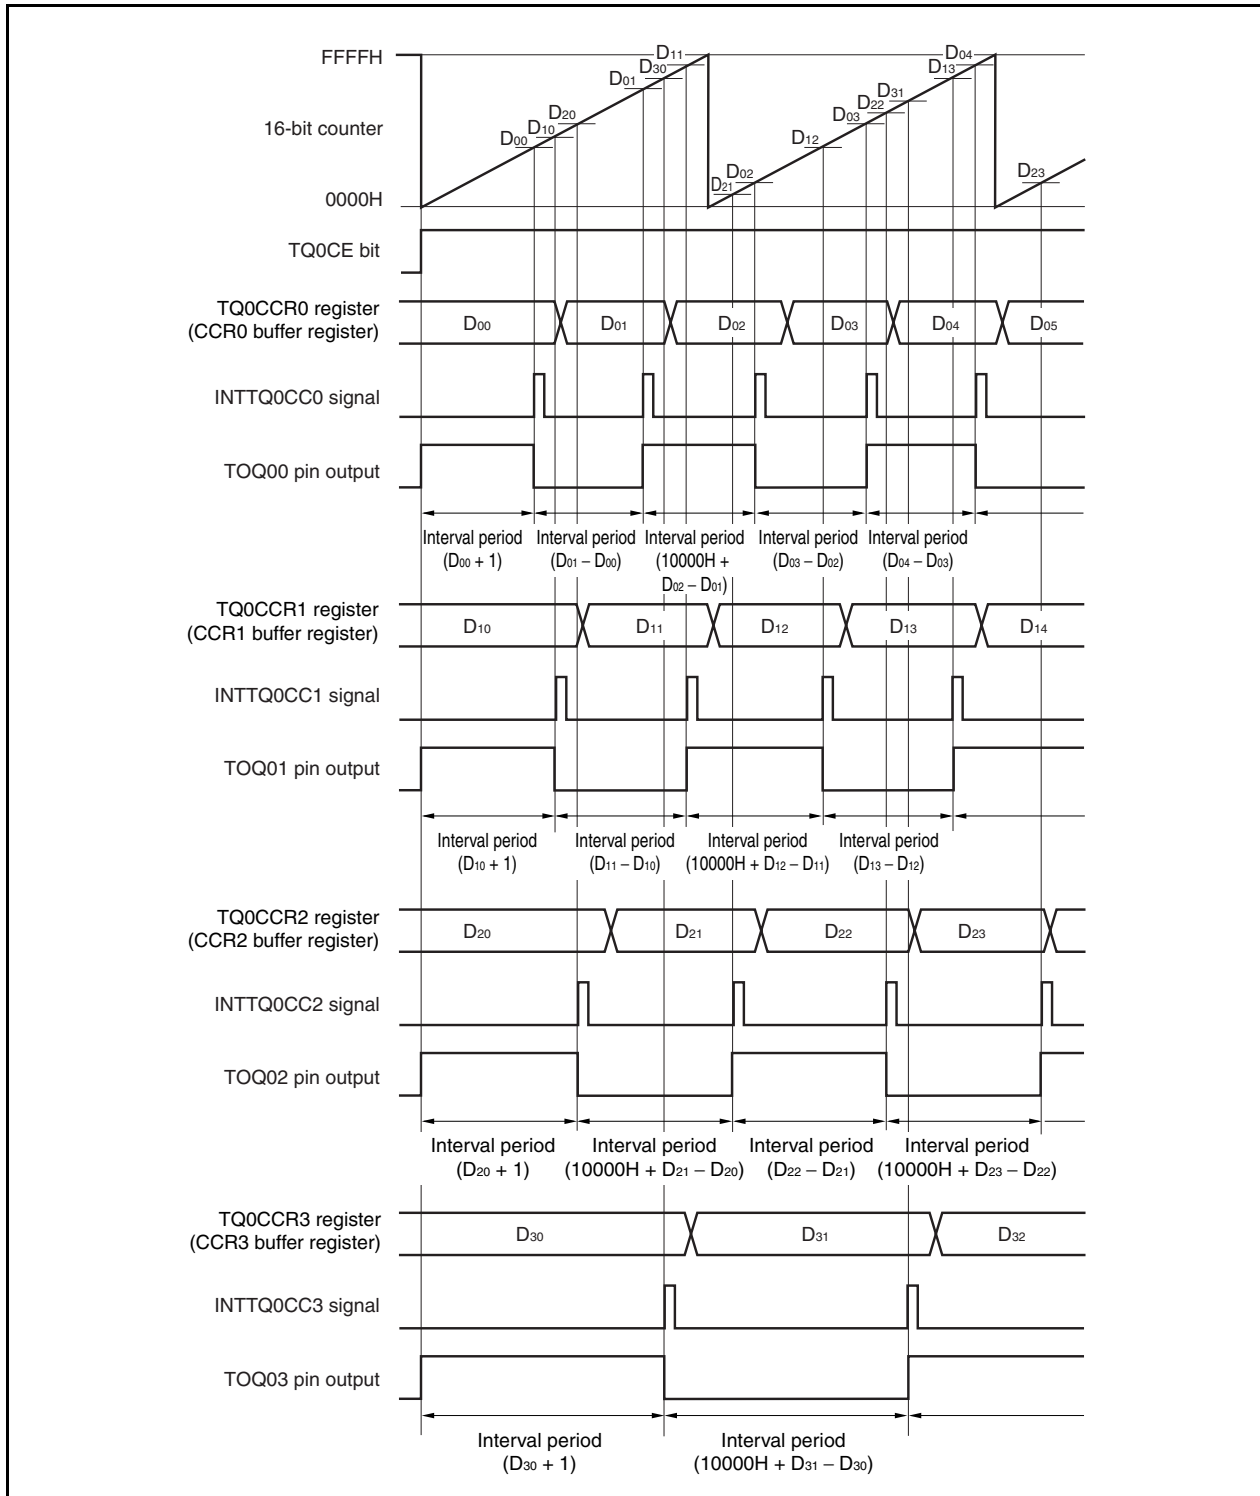 FFFFH
16-bit counter
0000H
D00
D10
D20
D01
D30
D11
D21
D02
D12
D03
D22
D31
D13
D04
D23
TQ0CE bit
TQ0CCR0 register
(CCR0 buffer register)
D00 D01 D02 D03 D04 D05
INTTQ0CC0 signal
TOQ00 pin output
Interval period
(D00 + 1)
Interval period
(D01 – D00)
Interval period
(10000H +
D02 – D01)
Interval period
(D03 – D02)
Interval period
(D04 – D03)
TQ0CCR1 register
(CCR1 buffer register)
D10 D11 D12 D13 D14
INTTQ0CC1 signal
TOQ01 pin output
Interval period
(D10 + 1)
Interval period
(D11 – D10)
Interval period
(10000H + D12 – D11)
Interval period
(D13 – D12)
TQ0CCR2 register
(CCR2 buffer register)
D20 D21 D22 D23
INTTQ0CC2 signal
TOQ02 pin output
Interval period
(D20 + 1)
Interval period
(10000H + D21 – D20)
Interval period
(D22 – D21)
Interval period
(10000H + D23 – D22)
TQ0CCR3 register
(CCR3 buffer register)
D30 D31 D32
INTTQ0CC3 signal
TOQ03 pin output
Interval period
(D30 + 1)
Interval period
(10000H + D31 – D30)